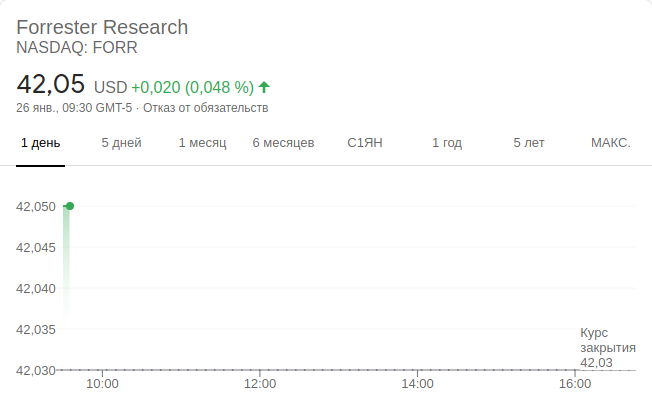 Forrester Research
NASDAQ: FORR
42,05 USD +0,020 (0,048 %)
26 янв., 09:30 GMT-5 · Отказ от обязательств
1 день 5 дней 1 месяц 6 месяцев С1ЯН 1 год 5 лет МАКС.
42,050
42,045
42,040
42,035
42,030
Курс
закрытия
42,03
10:00 12:00 14:00 16:00